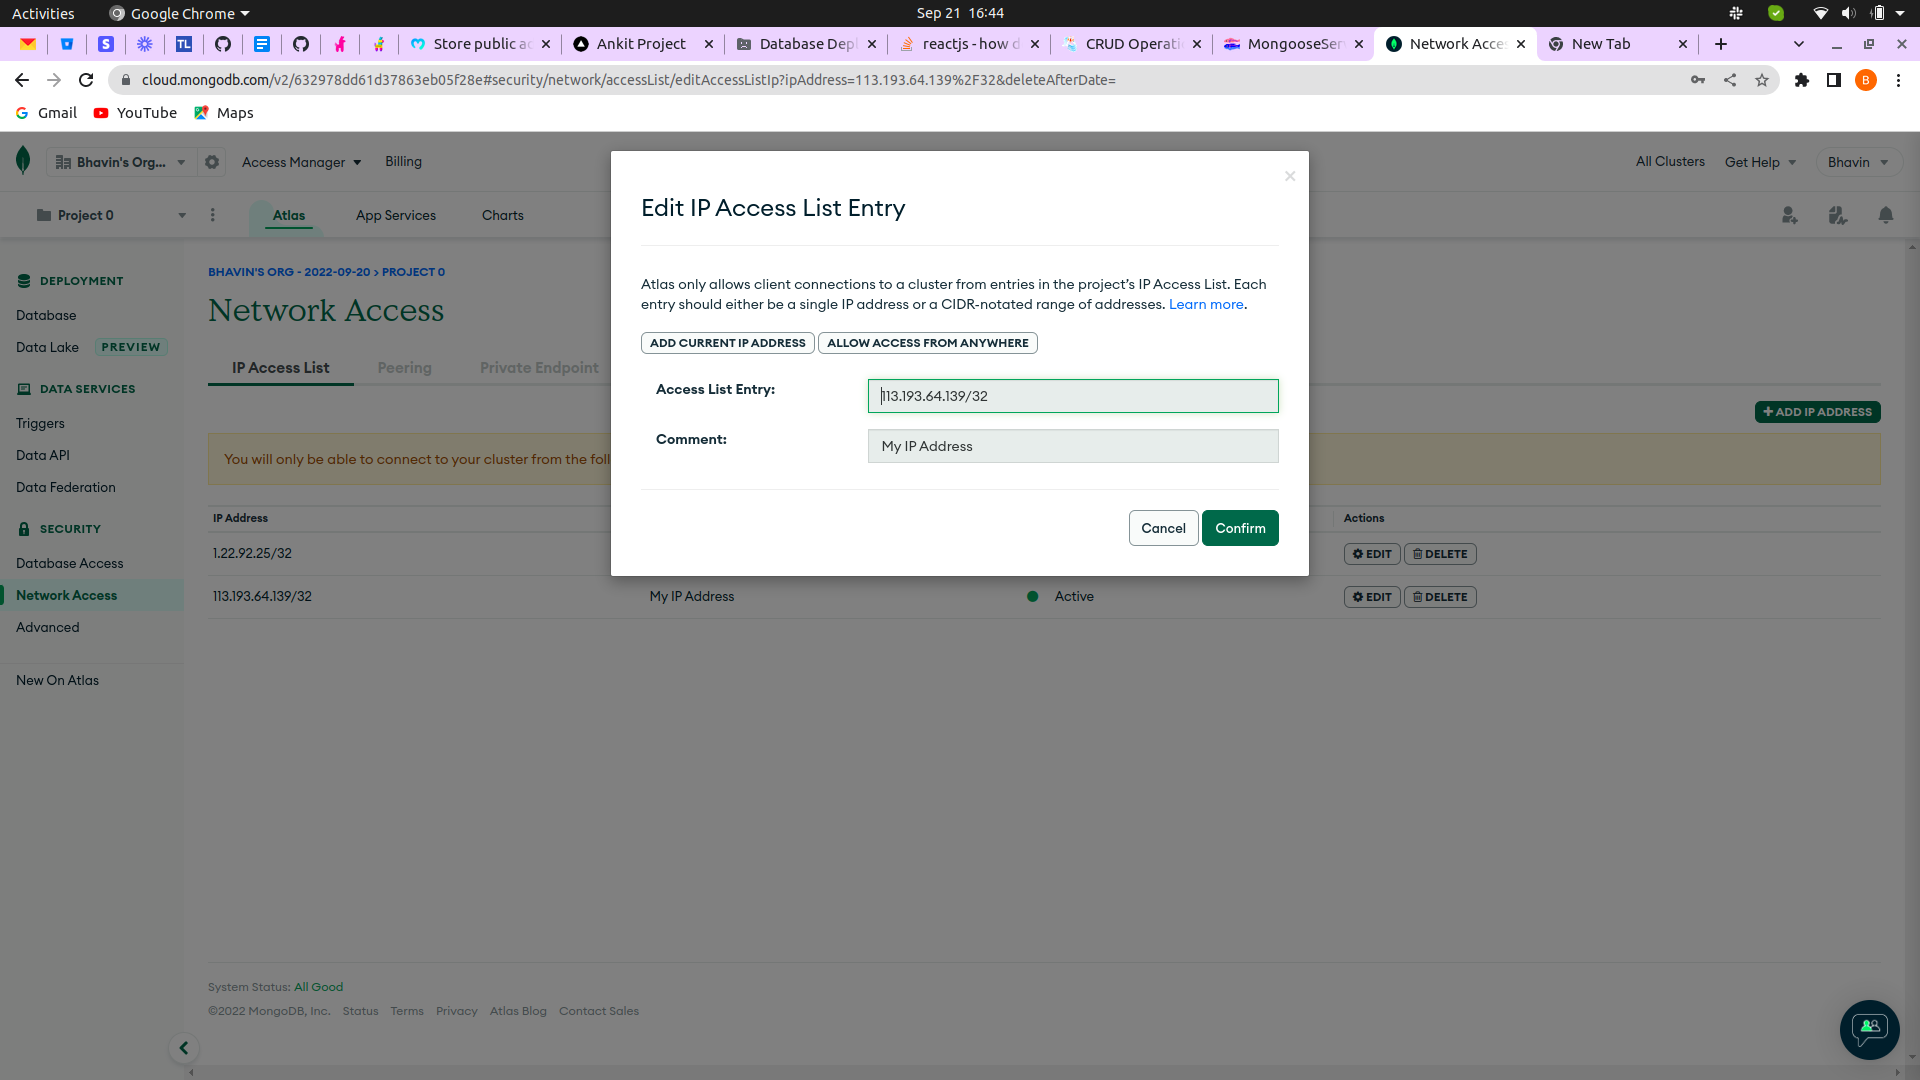 Activities
Google Chrome
Sep 21 16:44
TL
Store public ac
Ankit Project
Database Depl
reactjs - how d
CRUD Operati
MongooseServ
Network Acces
New Tab
cloud.mongodb.com/v2/632978dd61d37863eb05f28e#security/network/accessList/editAccessListIp?ipAddress=113.193.64.139%2F32&deleteAfterDate=
B
Gmail
YouTube
Maps
Bhavin's Org...
Access Manager
Billing
All Clusters
Get Help
Bhavin
Project 0
Atlas
App Services
Charts
DEPLOYMENT
Database
Data Lake
PREVIEW
DATA SERVICES
Triggers
Data API
Data Federation
SECURITY
Database Access
Network Access
Advanced
New On Atlas
BHAVIN'S ORG - 2022-09-20 > PROJECT 0
Network Access
IP Access List
Peering
Private Endpoint
+ ADD IP ADDRESS
You will only be able to connect to your cluster from the foll
IP Address
Actions
1.22.92.25/32
EDIT
DELETE
113.193.64.139/32
My IP Address
Active
EDIT
DELETE
Edit IP Access List Entry
Atlas only allows client connections to a cluster from entries in the project's IP Access List. Each
entry should either be a single IP address or a CIDR-notated range of addresses. Learn more.
ADD CURRENT IP ADDRESS
ALLOW ACCESS FROM ANYWHERE
Access List Entry:
113.193.64.139/32
Comment:
My IP Address
Cancel
Confirm
System Status: All Good
©2022 MongoDB, Inc.
Status
Terms
Privacy
Atlas Blog
Contact Sales